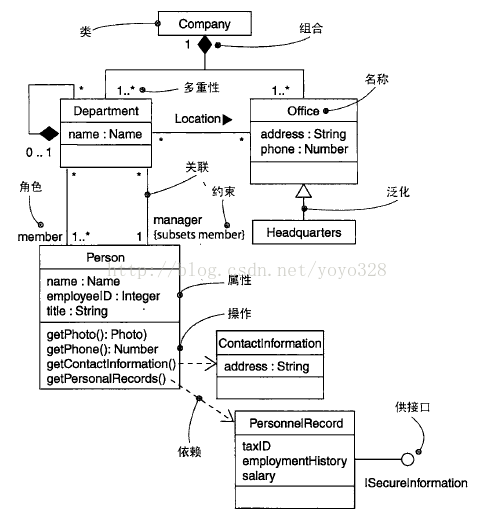 类
Company
组合
1
1..*
多重性
1..*
名称
*
Department
name : Name
0 .. 1
Location
*
*
Office
address : String
phone : Number
*
*
关联
角色
约束
泛化
member
1..*
1
manager
{subsets member}
Headquarters
Person
http://blog.csdn.net/yoyo328
name : Name
employeeID : Integer
title : String
属性
操作
getPhoto(): Photo)
getPhone(): Number
getContactInformation()
getPersonalRecords()
ContactInformation
address : String
依赖
PersonnelRecord
taxID
employmentHistory
salary
供接口
ISecureInformation